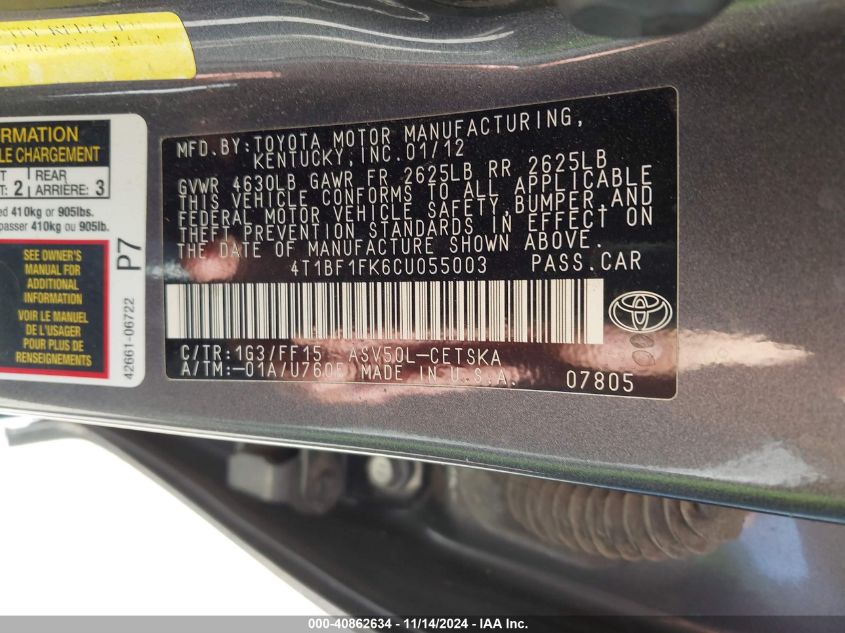 ORMATION
LE CHARGEMENT
2 REAR
ARRIÈRE: 3
ed 410kg or 905lbs.
passer 410kg ou 905lb.
SEE OWNER'S
MANUAL FOR
ADDITIONAL
INFORMATION
VOIR LE MANUEL
DE L'USAGER
POUR PLUS DE
RENSEIGNEMENTS
P7
42661-06722
MFD.BY:TOYOTA MOTOR MANUFACTURING,
KENTUCKY, INC.01/12
GVWR 4630LB GAWR FR 2625LB RR 2625LB
THIS VEHICLE CONFORMS TO ALL APPLICABLE
FEDERAL MOTOR VEHICLE SAFETY, BUMPER, AND
THEFT PREVENTION STANDARDS IN EFFECT ON
THE DATE OF MANUFACTURE SHOWN ABOVE.
4T1BF1FK6CU055003 PASS.CAR
C/TR:1G3/FF15 ASV50L-CETSKA
A/TM:-01A/U760E MADE IN U.S.A. 07805
000-40862634 - 11/14/2024 - IAAI Inc.